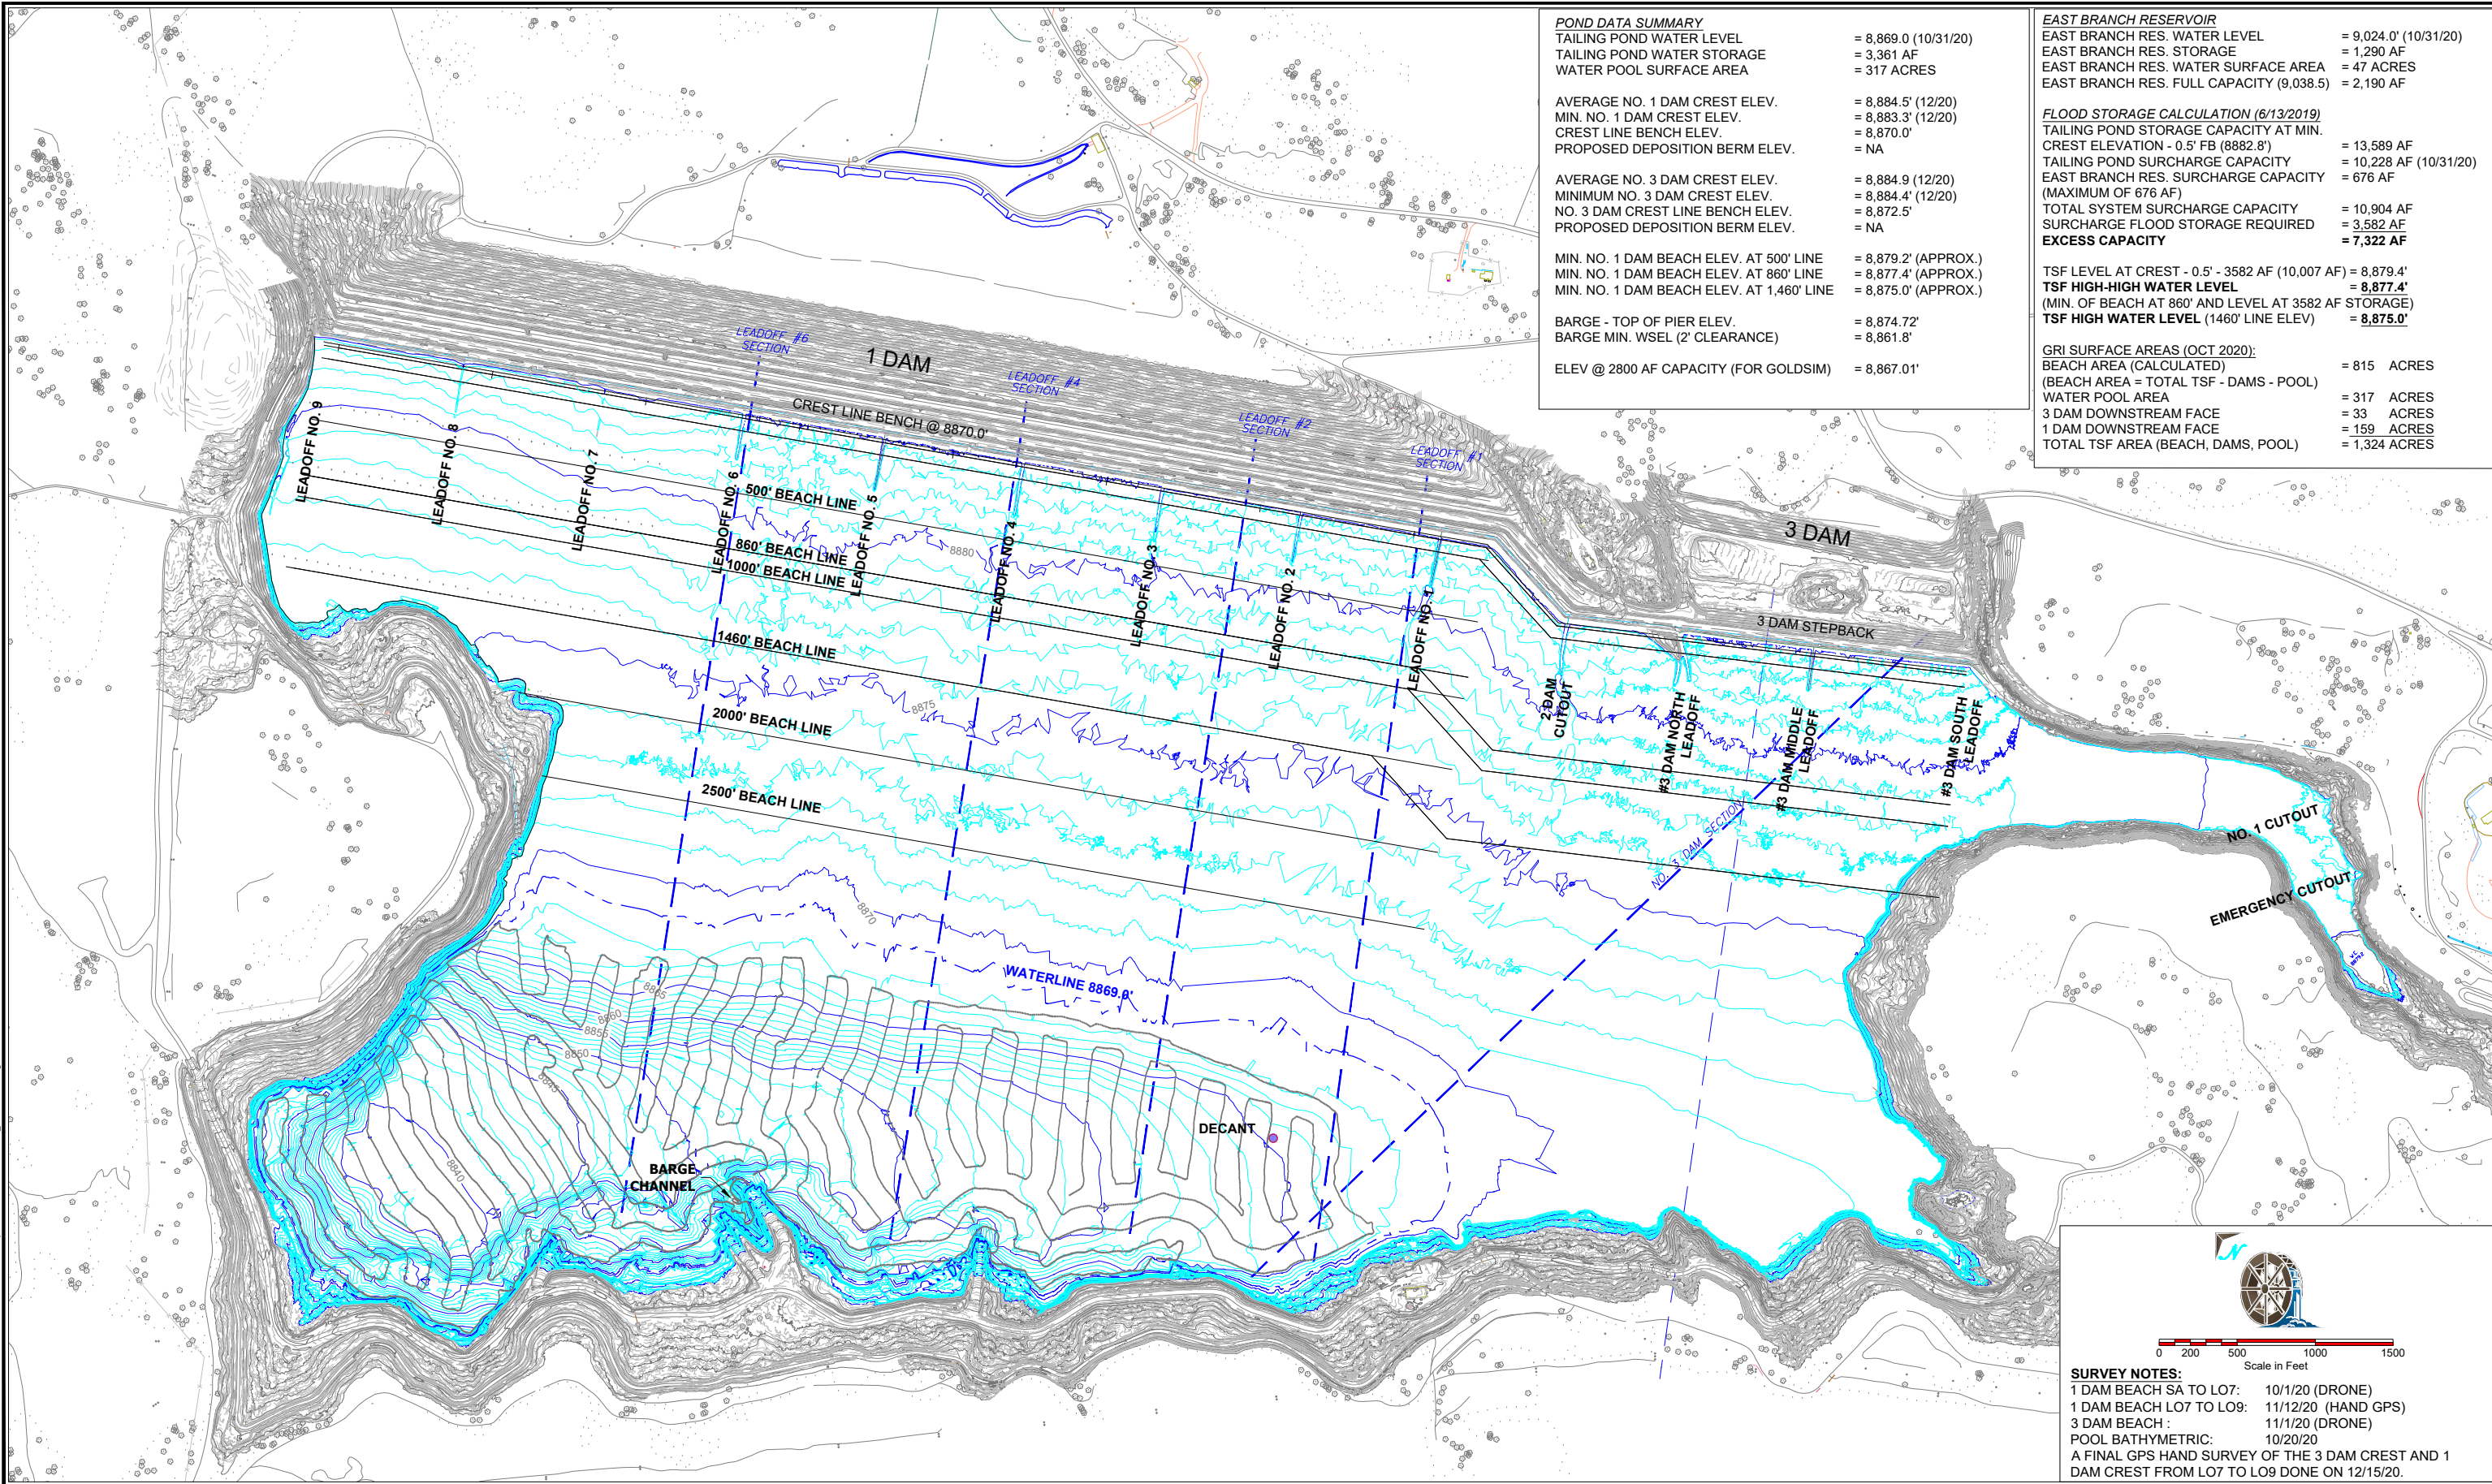 POND DATA SUMMARY
TAILING POND WATER LEVEL = 8,869.0 (10/31/20)
TAILING POND WATER STORAGE = 3,361 AF
WATER POOL SURFACE AREA = 317 ACRES
AVERAGE NO. 1 DAM CREST ELEV. = 8,884.5' (12/20)
MIN. NO. 1 DAM CREST ELEV. = 8,883.3' (12/20)
CREST LINE BENCH ELEV. = 8,870.0'
PROPOSED DEPOSITION BERM ELEV. = NA
AVERAGE NO. 3 DAM CREST ELEV. = 8,884.9 (12/20)
MINIMUM NO. 3 DAM CREST ELEV. = 8,884.4' (12/20)
NO. 3 DAM CREST LINE BENCH ELEV. = 8,872.5'
PROPOSED DEPOSITION BERM ELEV. = NA
MIN. NO. 1 DAM BEACH ELEV. AT 500' LINE = 8,879.2' (APPROX.)
MIN. NO. 1 DAM BEACH ELEV. AT 860' LINE = 8,877.4' (APPROX.)
MIN. NO. 1 DAM BEACH ELEV. AT 1,460' LINE = 8,875.0' (APPROX.)
BARGE - TOP OF PIER ELEV. = 8,874.72'
BARGE MIN. WSEL (2' CLEARANCE) = 8,861.8'
ELEV @ 2800 AF CAPACITY (FOR GOLDSIM) = 8,867.01'
EAST BRANCH RESERVOIR
EAST BRANCH RES. WATER LEVEL = 9,024.0' (10/31/20)
EAST BRANCH RES. STORAGE = 1,290 AF
EAST BRANCH RES. WATER SURFACE AREA = 47 ACRES
EAST BRANCH RES. FULL CAPACITY (9,038.5) = 2,190 AF
FLOOD STORAGE CALCULATION (6/13/2019)
TAILING POND STORAGE CAPACITY AT MIN.
CREST ELEVATION - 0.5' FB (8882.8') = 13,589 AF
TAILING POND SURCHARGE CAPACITY = 10,228 AF (10/31/20)
EAST BRANCH RES. SURCHARGE CAPACITY = 676 AF
(MAXIMUM OF 676 AF)
TOTAL SYSTEM SURCHARGE CAPACITY = 10,904 AF
SURCHARGE FLOOD STORAGE REQUIRED = 3,582 AF
EXCESS CAPACITY = 7,322 AF
TSF LEVEL AT CREST - 0.5' - 3582 AF (10,007 AF) = 8,879.4'
TSF HIGH-HIGH WATER LEVEL = 8,877.4'
(MIN. OF BEACH AT 860' AND LEVEL AT 3582 AF STORAGE)
TSF HIGH WATER LEVEL (1460' LINE ELEV) = 8,875.0'
GRI SURFACE AREAS (OCT 2020):
BEACH AREA (CALCULATED) = 815 ACRES
(BEACH AREA = TOTAL TSF - DAMS - POOL)
WATER POOL AREA = 317 ACRES
3 DAM DOWNSTREAM FACE = 33 ACRES
1 DAM DOWNSTREAM FACE = 159 ACRES
TOTAL TSF AREA (BEACH, DAMS, POOL) = 1,324 ACRES
LEADOFF #6
SECTION
1 DAM
LEADOFF #4
SECTION
LEADOFF #2
SECTION
LEADOFF #1
SECTION
CREST LINE BENCH @ 8870.0'
3 DAM
3 DAM STEPBACK
LEADOFF NO. 9
LEADOFF NO. 8
LEADOFF NO. 7
LEADOFF NO. 6
LEADOFF NO. 5
LEADOFF NO. 4
LEADOFF NO. 3
LEADOFF NO. 2
LEADOFF NO. 1
2 DAM
CUTOUT
#3 DAM NORTH
LEADOFF
#3 DAM MIDDLE
LEADOFF
#3 DAM SOUTH
LEADOFF
500' BEACH LINE
8880
860' BEACH LINE
1000' BEACH LINE
1460' BEACH LINE
8875
2000' BEACH LINE
2500' BEACH LINE
NO. 3 DAM SECTION
NO. 1 CUTOUT
EMERGENCY CUTOUT
8870
WATERLINE 8869.0'
8865
8860
8855
8850
8845
8840
DECANT
BARGE
CHANNEL
N
0 200 500 1000 1500
Scale in Feet
SURVEY NOTES:
1 DAM BEACH SA TO LO7: 10/1/20 (DRONE)
1 DAM BEACH LO7 TO LO9: 11/12/20 (HAND GPS)
3 DAM BEACH : 11/1/20 (DRONE)
POOL BATHYMETRIC: 10/20/20
A FINAL GPS HAND SURVEY OF THE 3 DAM CREST AND 1
DAM CREST FROM LO7 TO LO9 DONE ON 12/15/20.